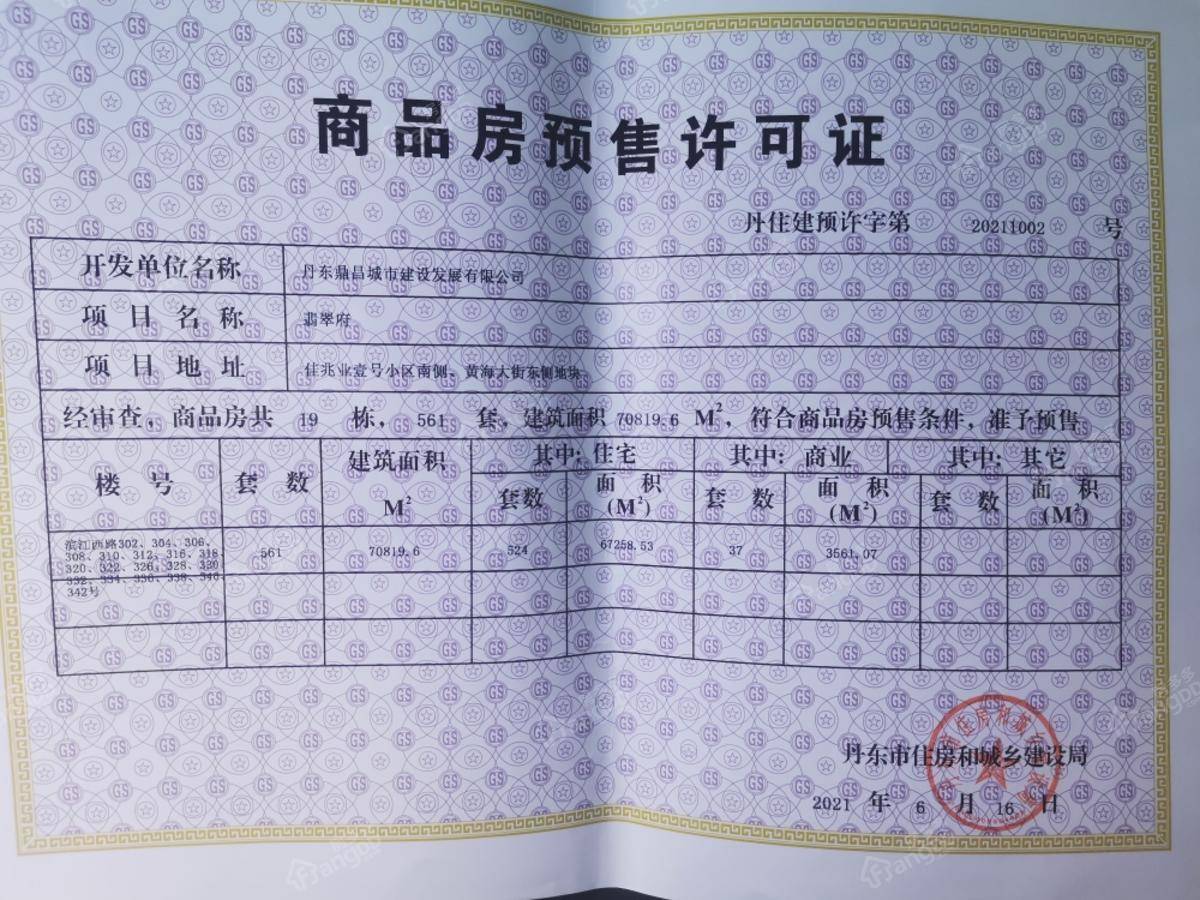 商品房预售许可证
丹住建预许字第 20211002 号
开发单位名称 丹东鼎昌城市建设发展有限公司
项目名称 翡翠府
项目地址 佳兆业壹号小区南侧、黄海大街东侧地块
经审查，商品房共 19 栋， 561 套，建筑面积 70819.6 M²，符合商品房预售条件，准予预售
楼号 套数 建筑面积 M² 其中：住宅 其中：商业 其中：其它
套数 面积(M²) 套数 面积(M²) 套数 面积(M²)
滨江西路302、304、306、
308、310、312、316、318、
320、322、326、328、330、
332、334、336、338、340、
342号
561 70819.6 524 67258.53 37 3561.07
丹东市住房和城乡建设局
2021 年 6 月 16 日